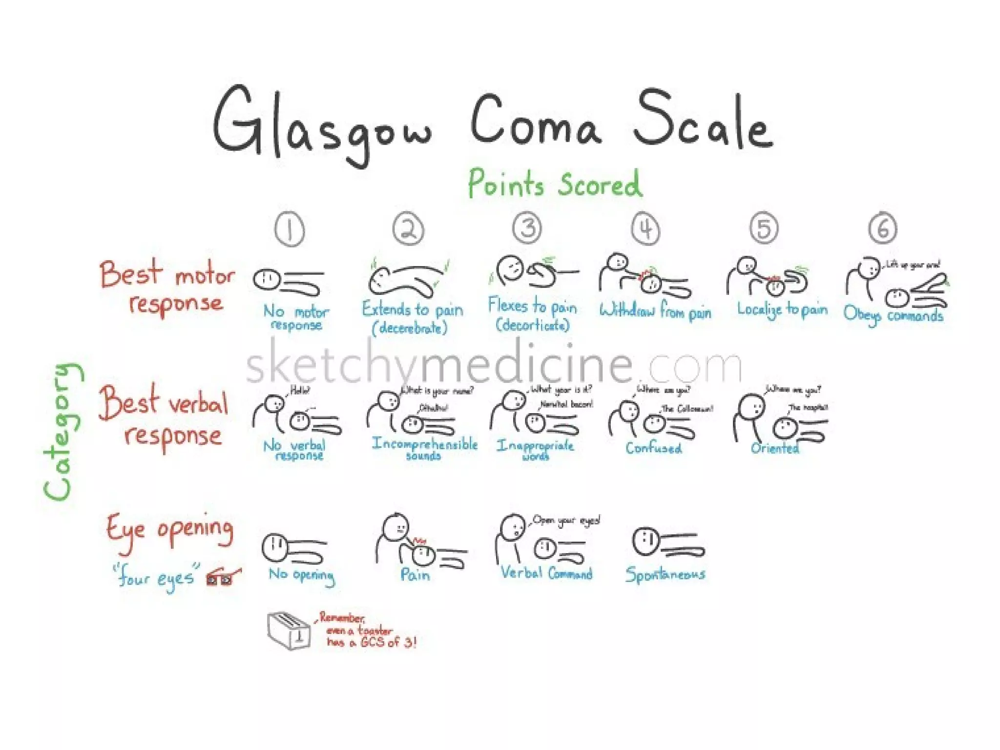 Glasgow Coma Scale
Points Scored
1 2 3 4 5 6
Best motor
response
Lift up your arm!
No motor
response
Extends to pain
(decerebrate)
Flexes to pain
(decorticate)
Withdraw from pain
Localize to pain
Obeys commands
sketchymedicine.com
Category
Best verbal
response
Hello?
...
No verbal
response
What is your name?
Cthulhu!
Incomprehensible
sounds
What year is it?
Narwhal bacon!
Inappropriate
words
Where are you?
The Colloseum!
Confused
Where are you?
The hospital!
Oriented
Eye opening
"four eyes"
No opening
Pain
Open your eyes!
Verbal Command
Spontaneous
1
Remember,
even a toaster
has a GCS of 3!